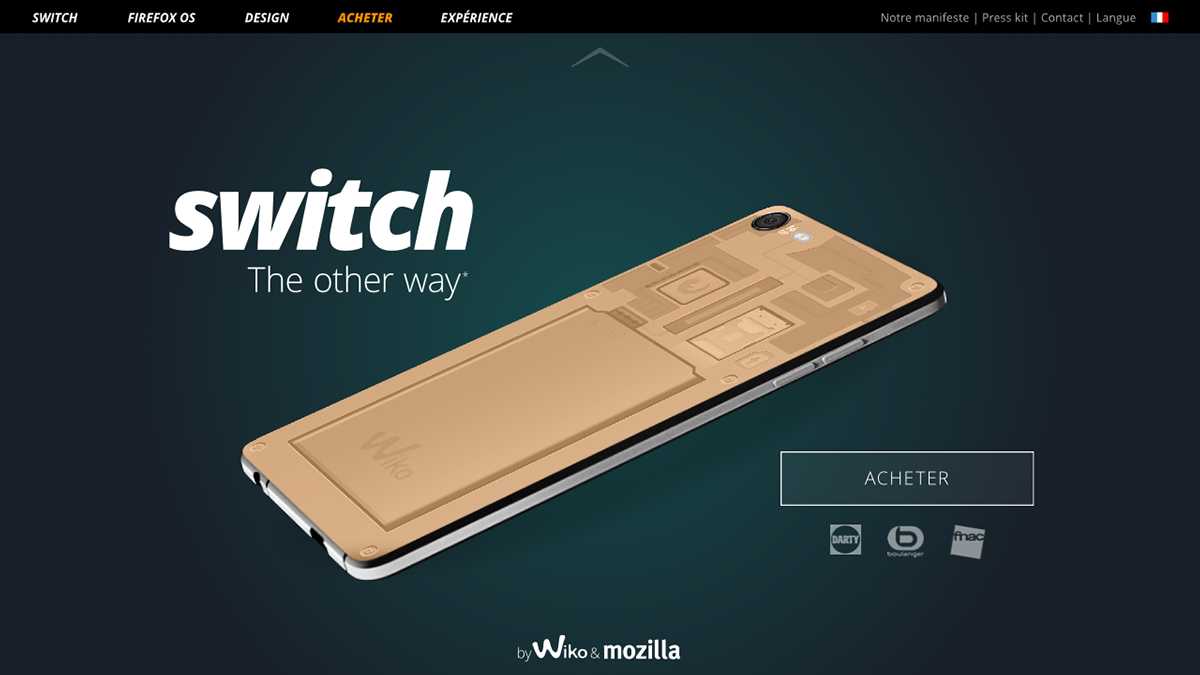 SWITCH FIREFOX OS DESIGN ACHETER EXPÉRIENCE Notre manifeste | Press kit | Contact | Langue
switch
The other way*
Wiko
ACHETER
DARTY boulanger fnac
by Wiko & mozilla